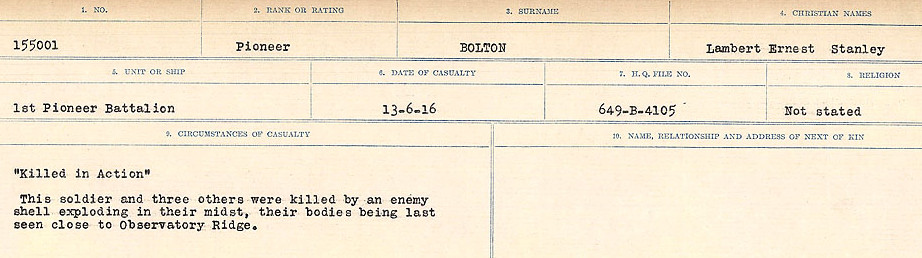 1. NO. 2. RANK OR RATING 3. SURNAME 4. CHRISTIAN NAMES
155001 Pioneer BOLTON Lambert Ernest Stanley
5. UNIT OR SHIP 6. DATE OF CASUALTY 7. H.Q. FILE NO. 8. RELIGION
1st Pioneer Battalion 13-6-16 649-B-4105 Not stated
9. CIRCUMSTANCES OF CASUALTY 10. NAME, RELATIONSHIP AND ADDRESS OF NEXT OF KIN
"Killed in Action"
This soldier and three others were killed by an enemy
shell exploding in their midst, their bodies being last
seen close to Observatory Ridge.